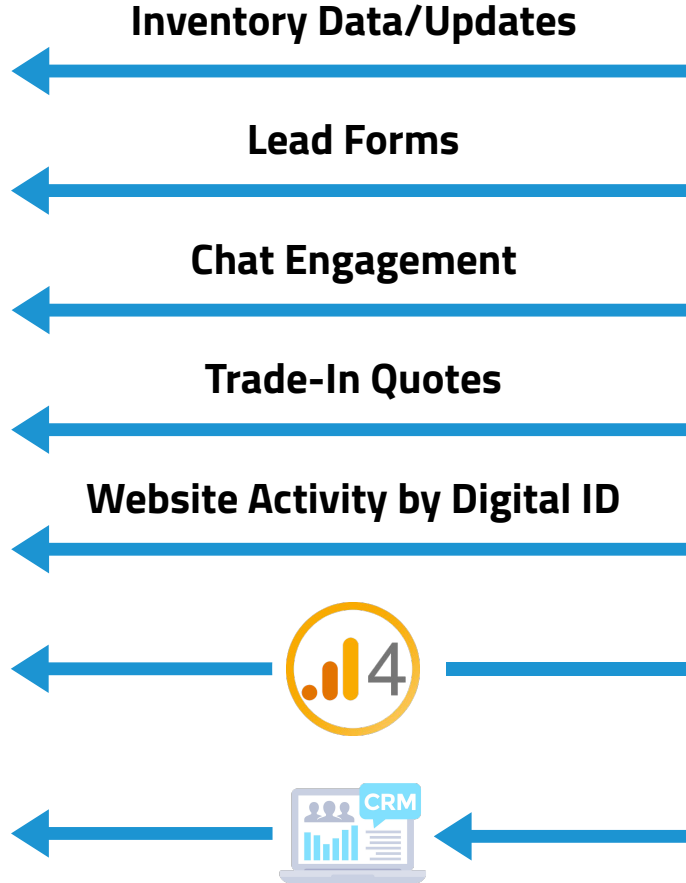 Inventory Data/Updates
Lead Forms
Chat Engagement
Trade-In Quotes
Website Activity by Digital ID
4
CRM